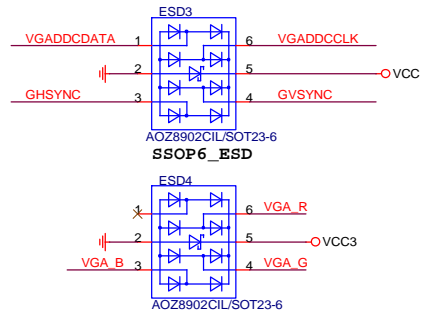 ESD3
VGADDCDATA 1 6 VGADDCCLK
2 5 VCC
GHSYNC 3 4 GVSYNC
AOZ8902CIL/SOT23-6
SSOP6_ESD
ESD4
1 6 VGA_R
2 5 VCC3
VGA_B 3 4 VGA_G
AOZ8902CIL/SOT23-6